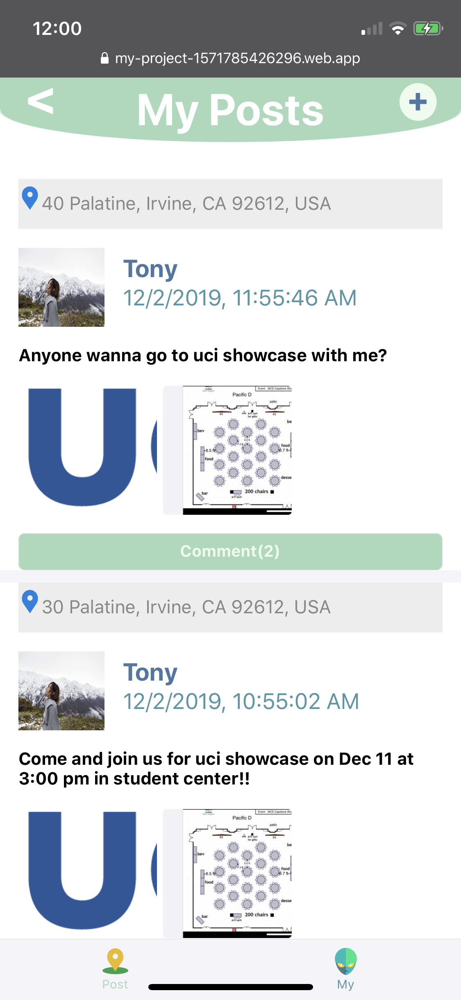 12:00
my-project-1571785426296.web.app
<
My Posts
+
40 Palatine, Irvine, CA 92612, USA
Tony
12/2/2019, 11:55:46 AM
Anyone wanna go to uci showcase with me?
U
Event: MCS Capstone Sho
Pacific D
patio
D2
mic A/V cart
D3
for gifts
be
bev
6.0 ft
7.3 ft
food
8.5 ft
8.7 ft
food
desse
bar
200 chairs
A/V tech
Comment(2)
30 Palatine, Irvine, CA 92612, USA
Tony
12/2/2019, 10:55:02 AM
Come and join us for uci showcase on Dec 11 at
3:00 pm in student center!!
U
Event: MCS Capstone Sho
Pacific D
patio
D2
mic A/V cart
D3
for gifts
be
bev
6.0 ft
7.3 ft
food
8.5 ft
8.7 ft
food
desse
bar
200 chairs
A/V tech
Post
My